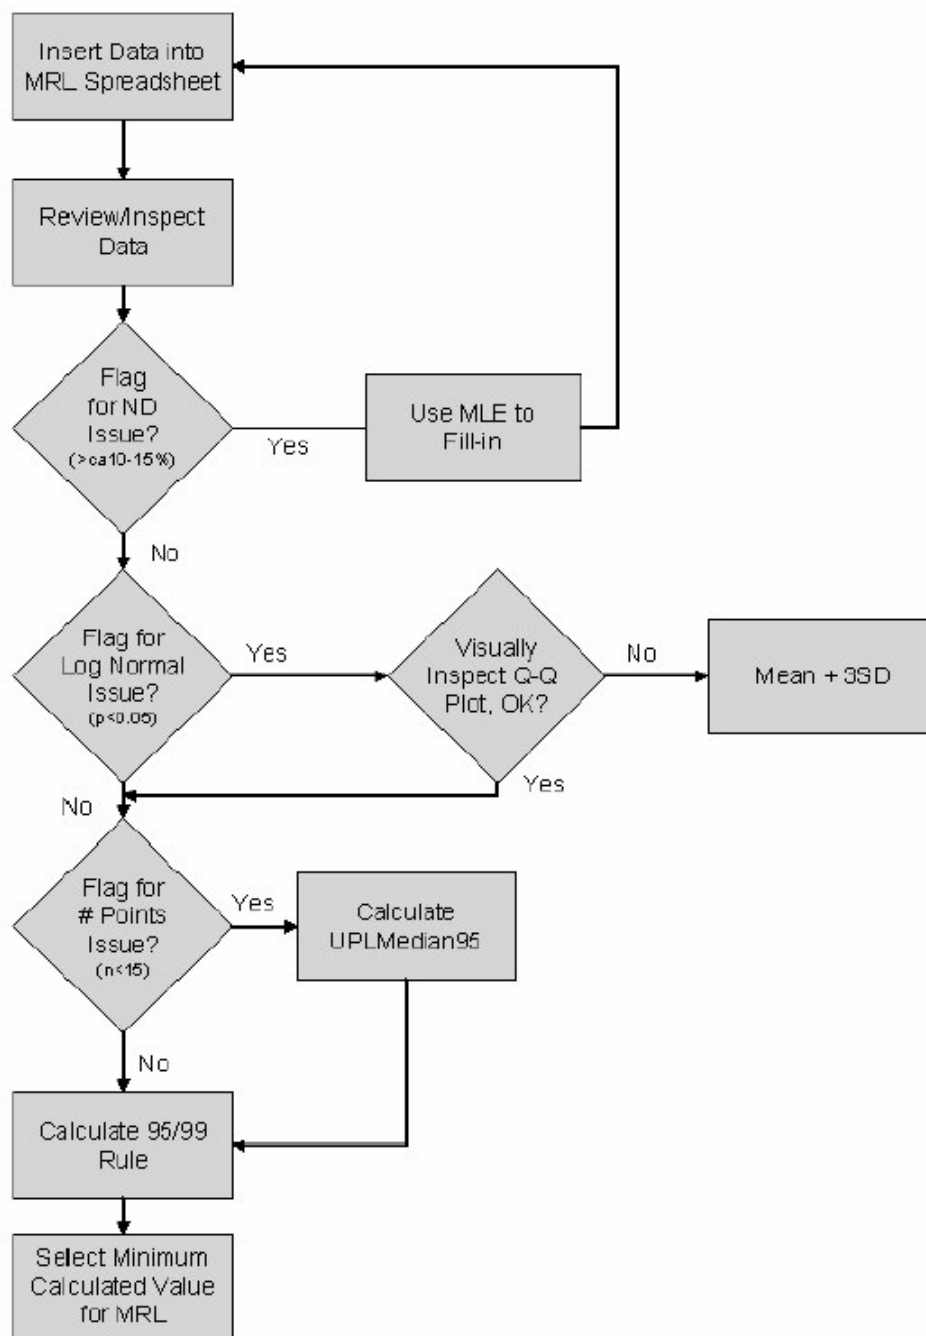 Insert Data into
MRL Spreadsheet
Review/Inspect
Data
Flag
for ND
Issue?
(>ca10-15%)
Yes
Use MLE to
Fill-in
No
Flag for
Log Normal
Issue?
(p<0.05)
Yes
Visually
Inspect Q-Q
Plot, OK?
No
Mean + 3SD
Yes
No
Flag for
# Points
Issue?
(n<15)
Yes
Calculate
UPLMedian95
No
Calculate 95/99
Rule
Select Minimum
Calculated Value
for MRL